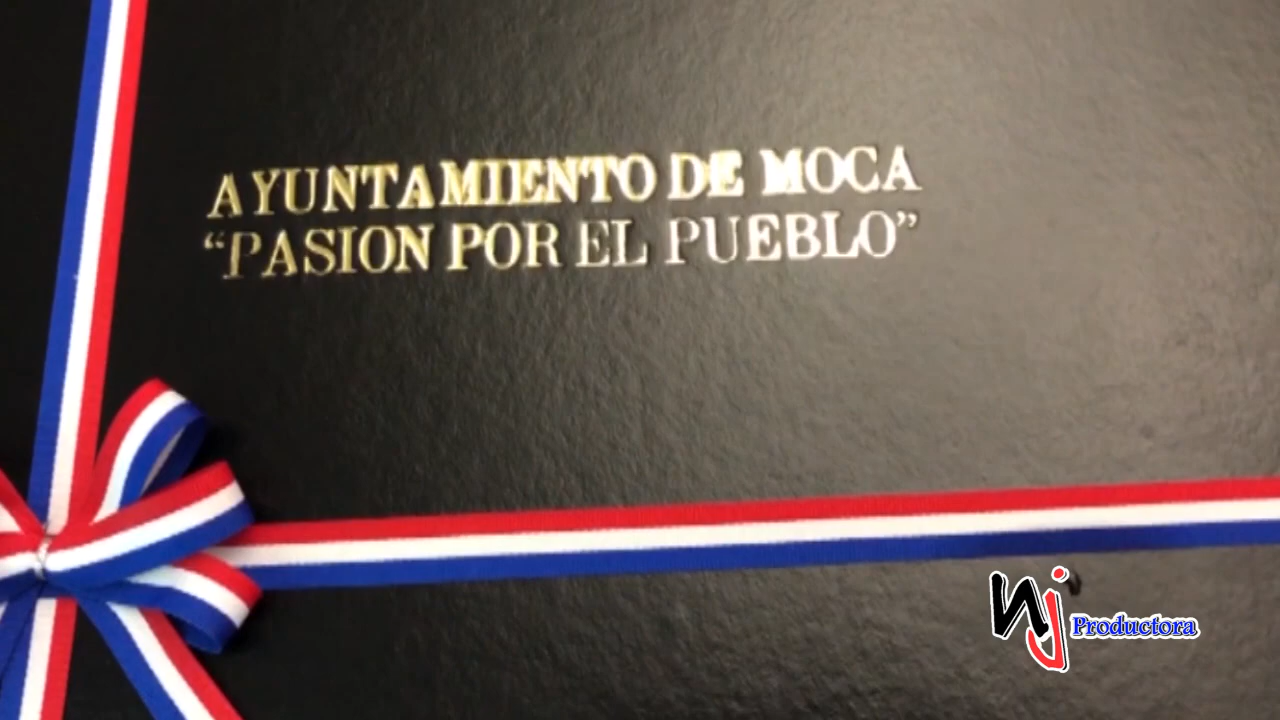 AYUNTAMIENTO DE MOCA
“PASION POR EL PUEBLO”
NJ Productora